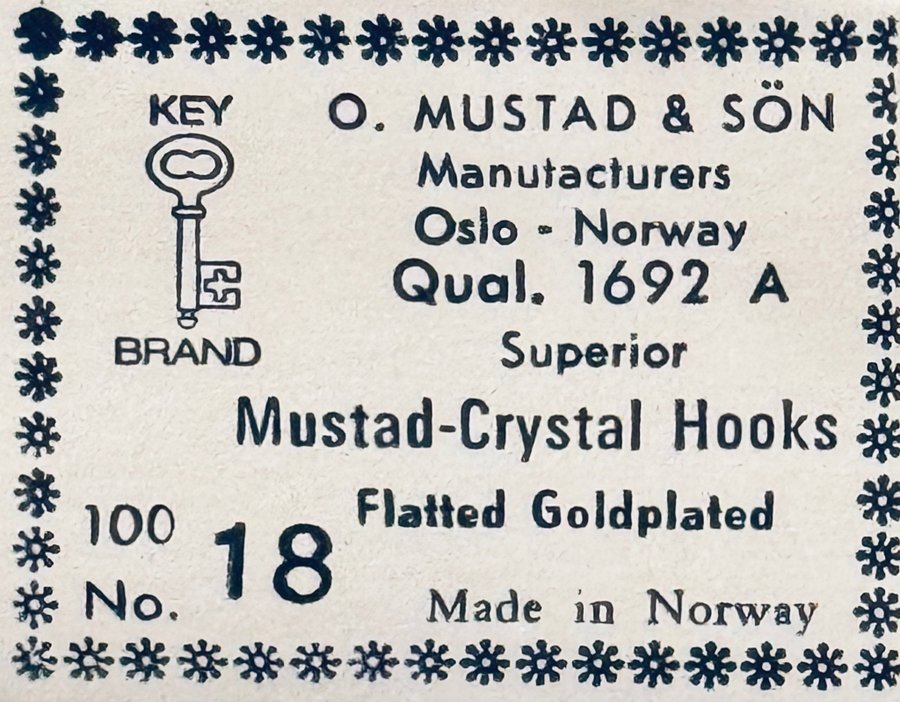 KEY
BRAND
O. MUSTAD & SÖN
Manufacturers
Oslo - Norway
Qual. 1692 A
Superior
Mustad-Crystal Hooks
Flatted Goldplated
100
No. 18
Made in Norway